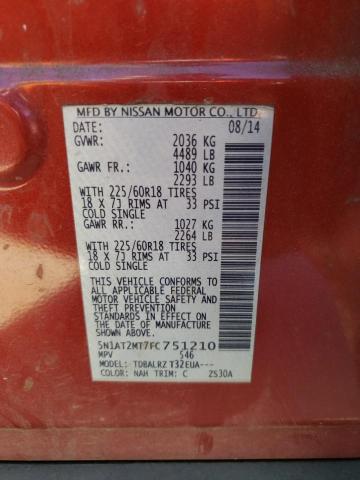 MFD BY NISSAN MOTOR CO., LTD.
DATE: 08/14
GVWR: 2036 KG
4489 LB
GAWR FR.: 1040 KG
2293 LB
WITH 225/60R18 TIRES
18 X 7J RIMS AT 33 PSI
COLD SINGLE
GAWR RR.: 1027 KG
2264 LB
WITH 225/60R18 TIRES
18 X 7J RIMS AT 33 PSI
COLD SINGLE
THIS VEHICLE CONFORMS TO
ALL APPLICABLE FEDERAL
MOTOR VEHICLE SAFETY,
AND THEFT PREVENTION
STANDARDS IN EFFECT ON
THE DATE OF MANUFACTURE
SHOWN ABOVE.
5N1AT2MT7FC751210
MPV 546
TYPE: TDBALRZ T32EUA---
COLOR: NAH TRIM: C 2S30A